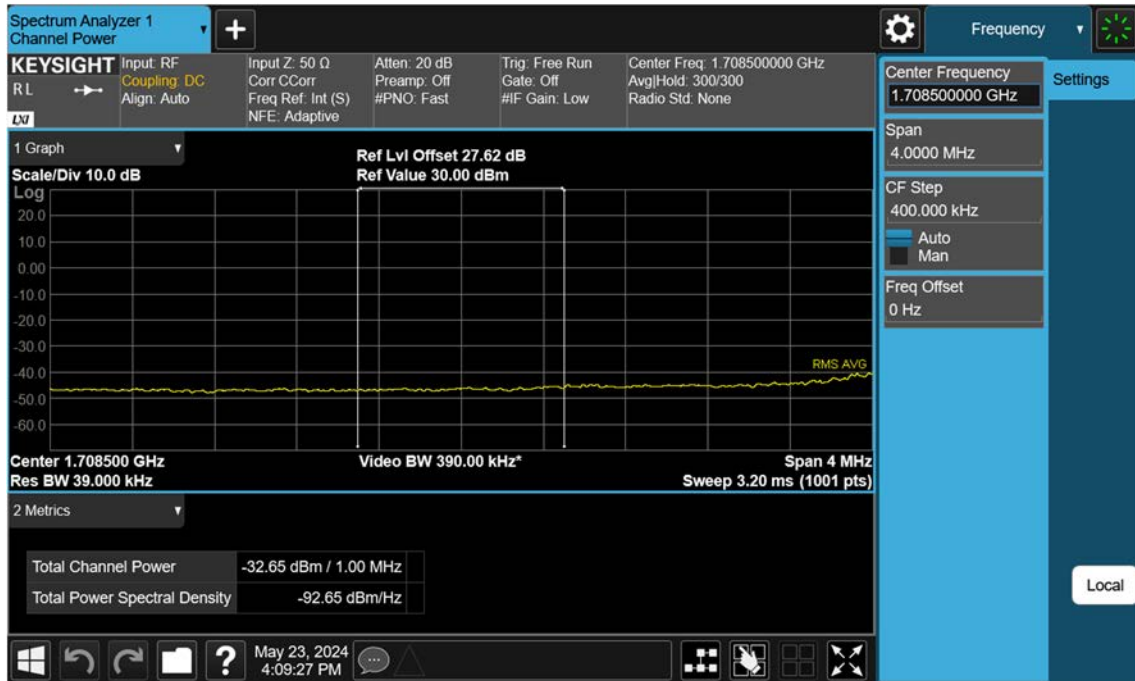 Spectrum Analyzer 1
Channel Power
Frequency
KEYSIGHT
R L
LXI
Input: RF
Coupling: DC
Align: Auto
Input Z: 50 Ω
Corr CCorr
Freq Ref: Int (S)
NFE: Adaptive
Atten: 20 dB
Preamp: Off
#PNO: Fast
Trig: Free Run
Gate: Off
#IF Gain: Low
Center Freq: 1.708500000 GHz
Avg|Hold: 300/300
Radio Std: None
Center Frequency
1.708500000 GHz
Settings
Span
4.0000 MHz
CF Step
400.000 kHz
Auto
Man
Freq Offset
0 Hz
1 Graph
Scale/Div 10.0 dB
Ref Lvl Offset 27.62 dB
Ref Value 30.00 dBm
Log
20.0
10.0
0.00
-10.0
-20.0
-30.0
-40.0
-50.0
-60.0
RMS AVG
Center 1.708500 GHz
Video BW 390.00 kHz*
Span 4 MHz
Res BW 39.000 kHz
Sweep 3.20 ms (1001 pts)
2 Metrics
Total Channel Power -32.65 dBm / 1.00 MHz
Total Power Spectral Density -92.65 dBm/Hz
Local
?
May 23, 2024
4:09:27 PM